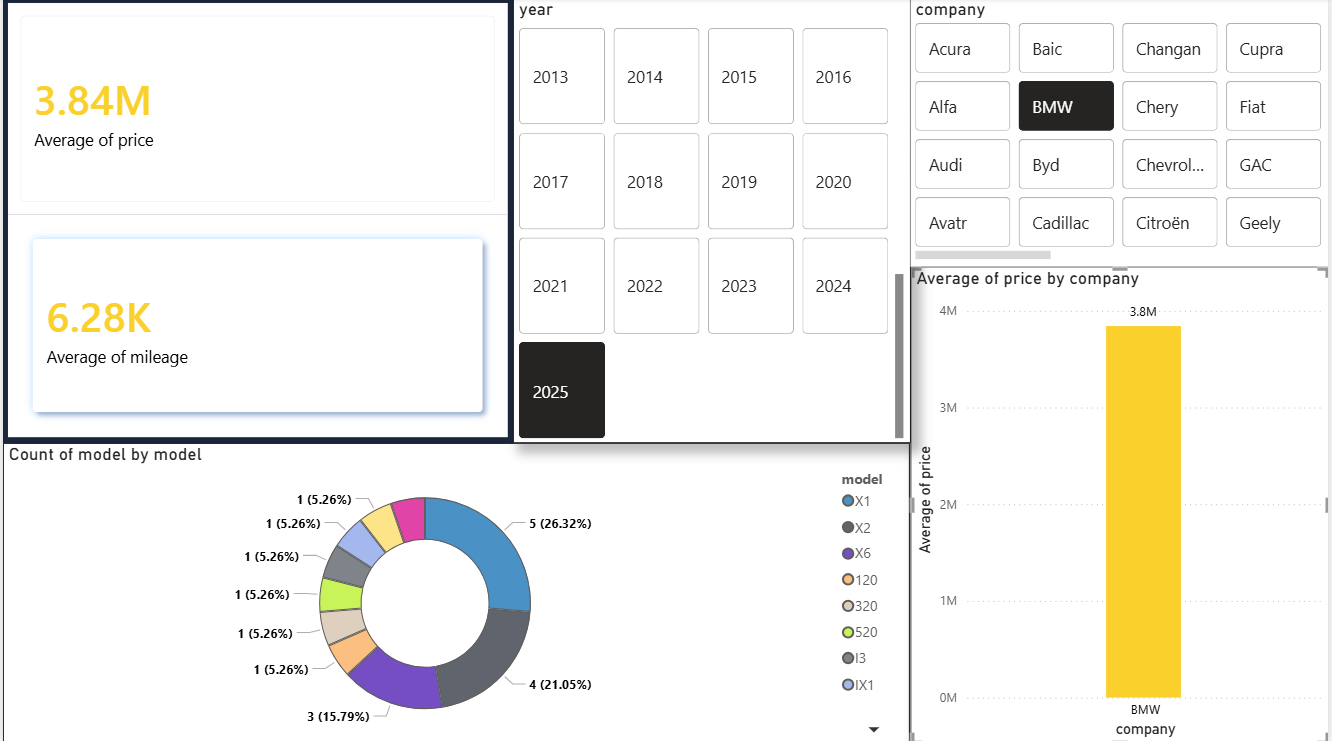 3.84M
Average of price
6.28K
Average of mileage
year
2013 2014 2015 2016
2017 2018 2019 2020
2021 2022 2023 2024
2025
company
Acura Baic Changan Cupra
Alfa BMW Chery Fiat
Audi Byd Chevrol... GAC
Avatr Cadillac Citroën Geely
Count of model by model
1 (5.26%)
1 (5.26%)
1 (5.26%)
1 (5.26%)
1 (5.26%)
1 (5.26%)
3 (15.79%)
5 (26.32%)
4 (21.05%)
model
X1
X2
X6
120
320
520
I3
IX1
Average of price by company
Average of price
4M
3M
2M
1M
0M
3.8M
BMW
company